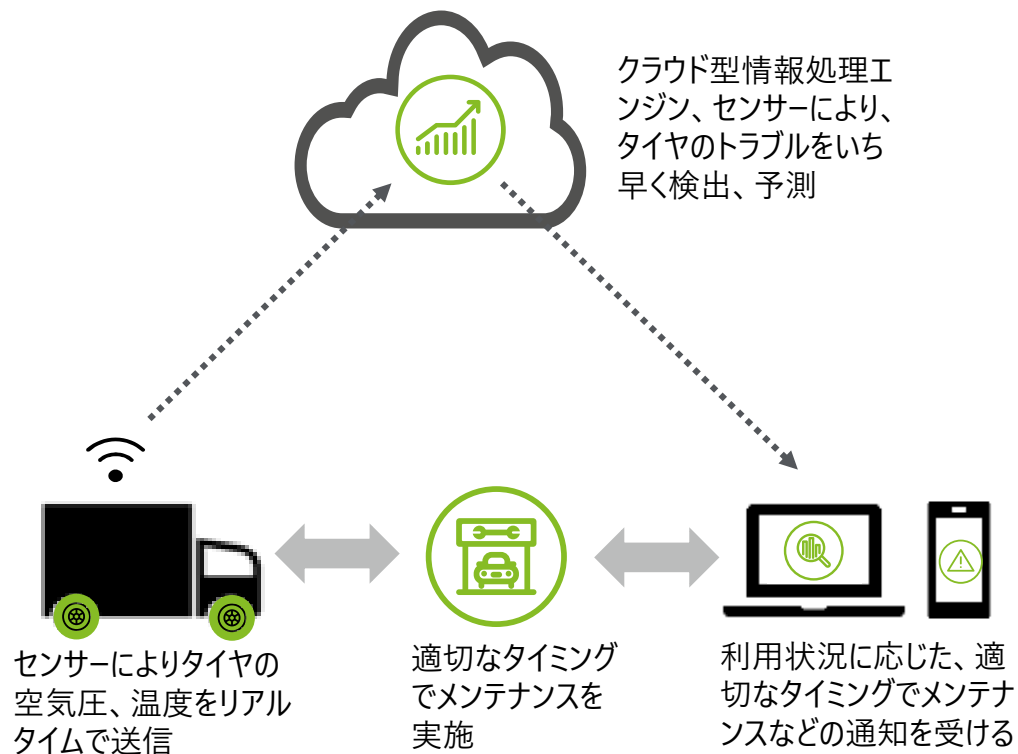 クラウド型情報処理エ
ンジン、センサーにより、
タイヤのトラブルをいち
早く検出、予測
センサーによりタイヤの
空気圧、温度をリアル
タイムで送信
適切なタイミング
でメンテナンスを
実施
利用状況に応じた、適
切なタイミングでメンテナ
ンスなどの通知を受ける